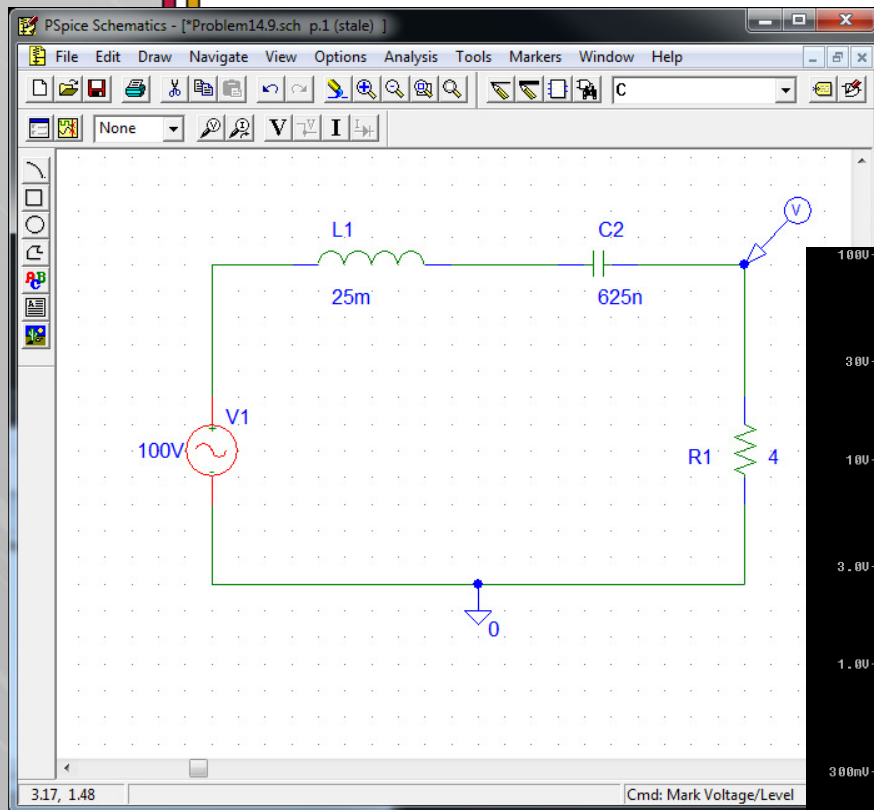 PSpice Schematics - [*Problem14.9.sch p.1 (stale) ]
File Edit Draw Navigate View Options Analysis Tools Markers Window Help
C
None V I
ABC
V
L1 C2
25m 625n
V1
100V
R1 4
0
100V
30V
10V
3.0V
1.0V
300mV
3.17, 1.48 Cmd: Mark Voltage/Level